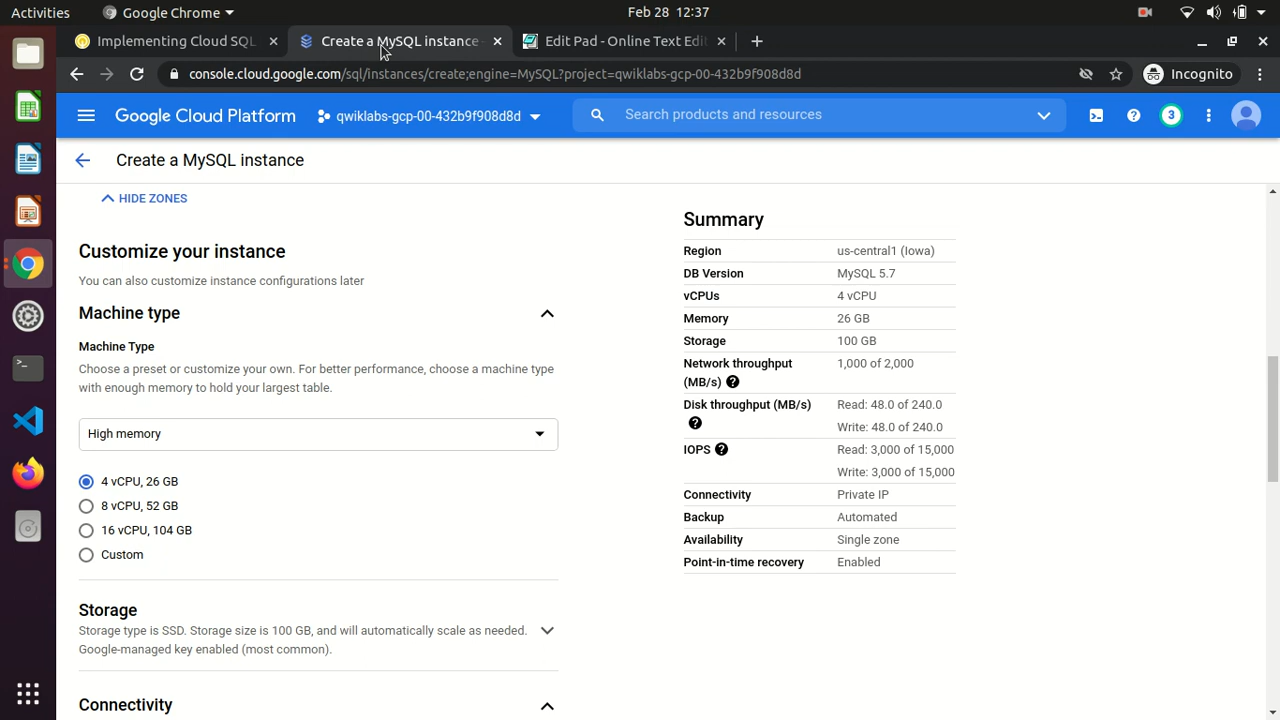 Activities
Google Chrome
Feb 28 12:37
Implementing Cloud SQL
Create a MySQL instance -
Edit Pad - Online Text Edit
console.cloud.google.com/sql/instances/create;engine=MySQL?project=qwiklabs-gcp-00-432b9f908d8d
Incognito
Google Cloud Platform
qwiklabs-gcp-00-432b9f908d8d
Search products and resources
3
Create a MySQL instance
HIDE ZONES
Customize your instance
You can also customize instance configurations later
Machine type
Machine Type
Choose a preset or customize your own. For better performance, choose a machine type
with enough memory to hold your largest table.
High memory
4 vCPU, 26 GB
8 vCPU, 52 GB
16 vCPU, 104 GB
Custom
Storage
Storage type is SSD. Storage size is 100 GB, and will automatically scale as needed.
Google-managed key enabled (most common).
Connectivity
Summary
Region us-central1 (Iowa)
DB Version MySQL 5.7
vCPUs 4 vCPU
Memory 26 GB
Storage 100 GB
Network throughput 1,000 of 2,000
(MB/s)
Disk throughput (MB/s) Read: 48.0 of 240.0
Write: 48.0 of 240.0
IOPS Read: 3,000 of 15,000
Write: 3,000 of 15,000
Connectivity Private IP
Backup Automated
Availability Single zone
Point-in-time recovery Enabled